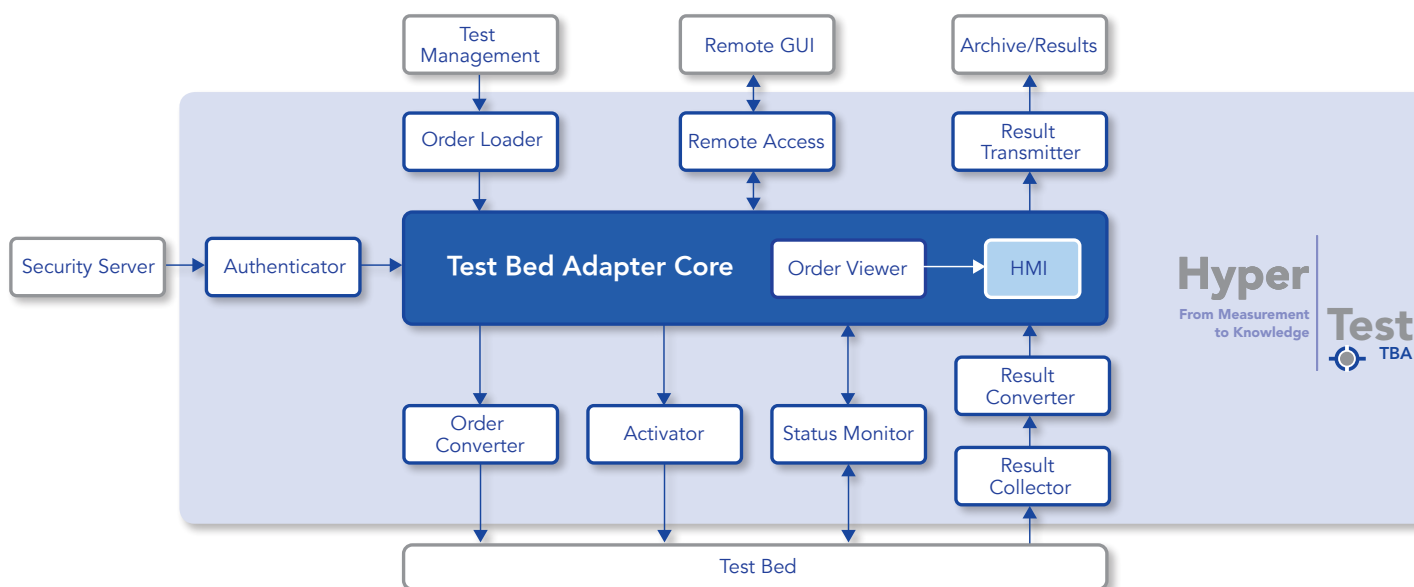 Test
Management
Remote GUI
Archive/Results
Order Loader
Remote Access
Result
Transmitter
Security Server
Authenticator
Test Bed Adapter Core
Order Viewer
HMI
Hyper
From Measurement
to Knowledge
Test
TBA
Result
Converter
Order
Converter
Activator
Status Monitor
Result
Collector
Test Bed